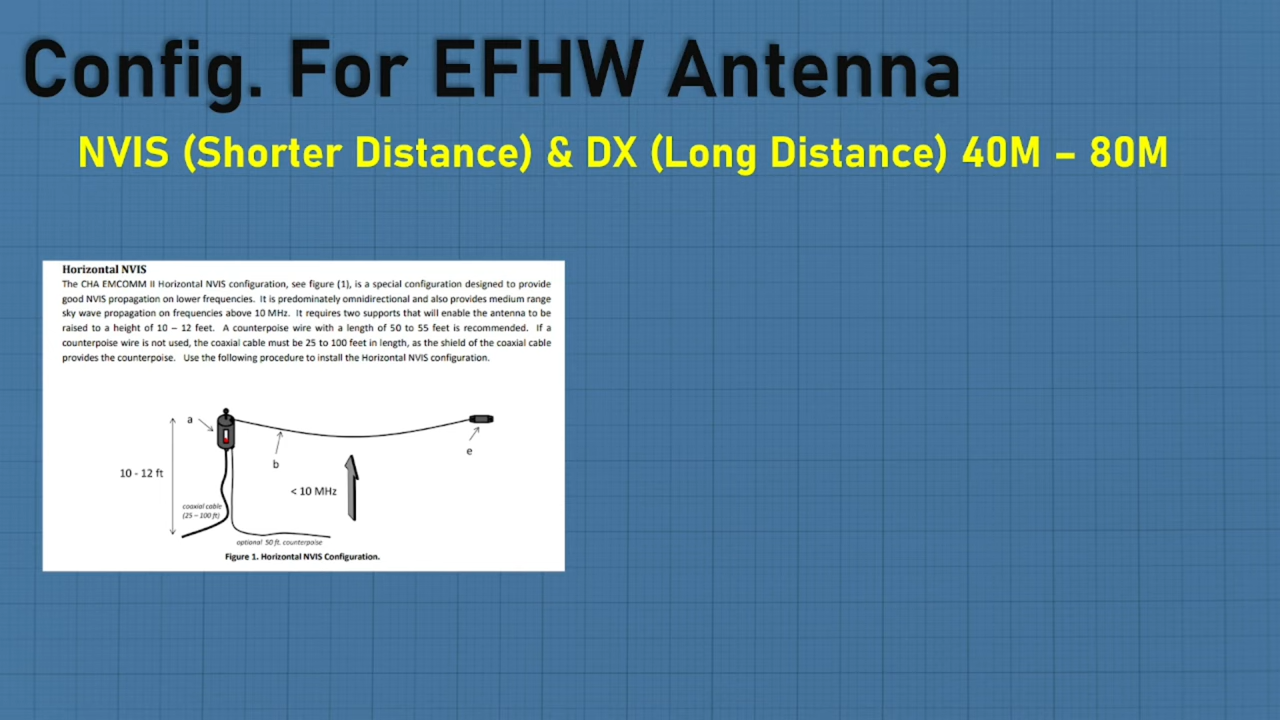 Config. For EFHW Antenna
NVIS (Shorter Distance) & DX (Long Distance) 40M – 80M
Horizontal NVIS
The CHA EMCOMM II Horizontal NVIS configuration, see figure (1), is a special configuration designed to provide
good NVIS propagation on lower frequencies. It is predominately omnidirectional and also provides medium range
sky wave propagation on frequencies above 10 MHz. It requires two supports that will enable the antenna to be
raised to a height of 10 – 12 feet. A counterpoise wire with a length of 50 to 55 feet is recommended. If a
counterpoise wire is not used, the coaxial cable must be 25 to 100 feet in length, as the shield of the coaxial cable
provides the counterpoise. Use the following procedure to install the Horizontal NVIS configuration.
a
b
e
10 - 12 ft
< 10 MHz
coaxial cable
(25 – 100 ft)
optional 50 ft. counterpoise
Figure 1. Horizontal NVIS Configuration.